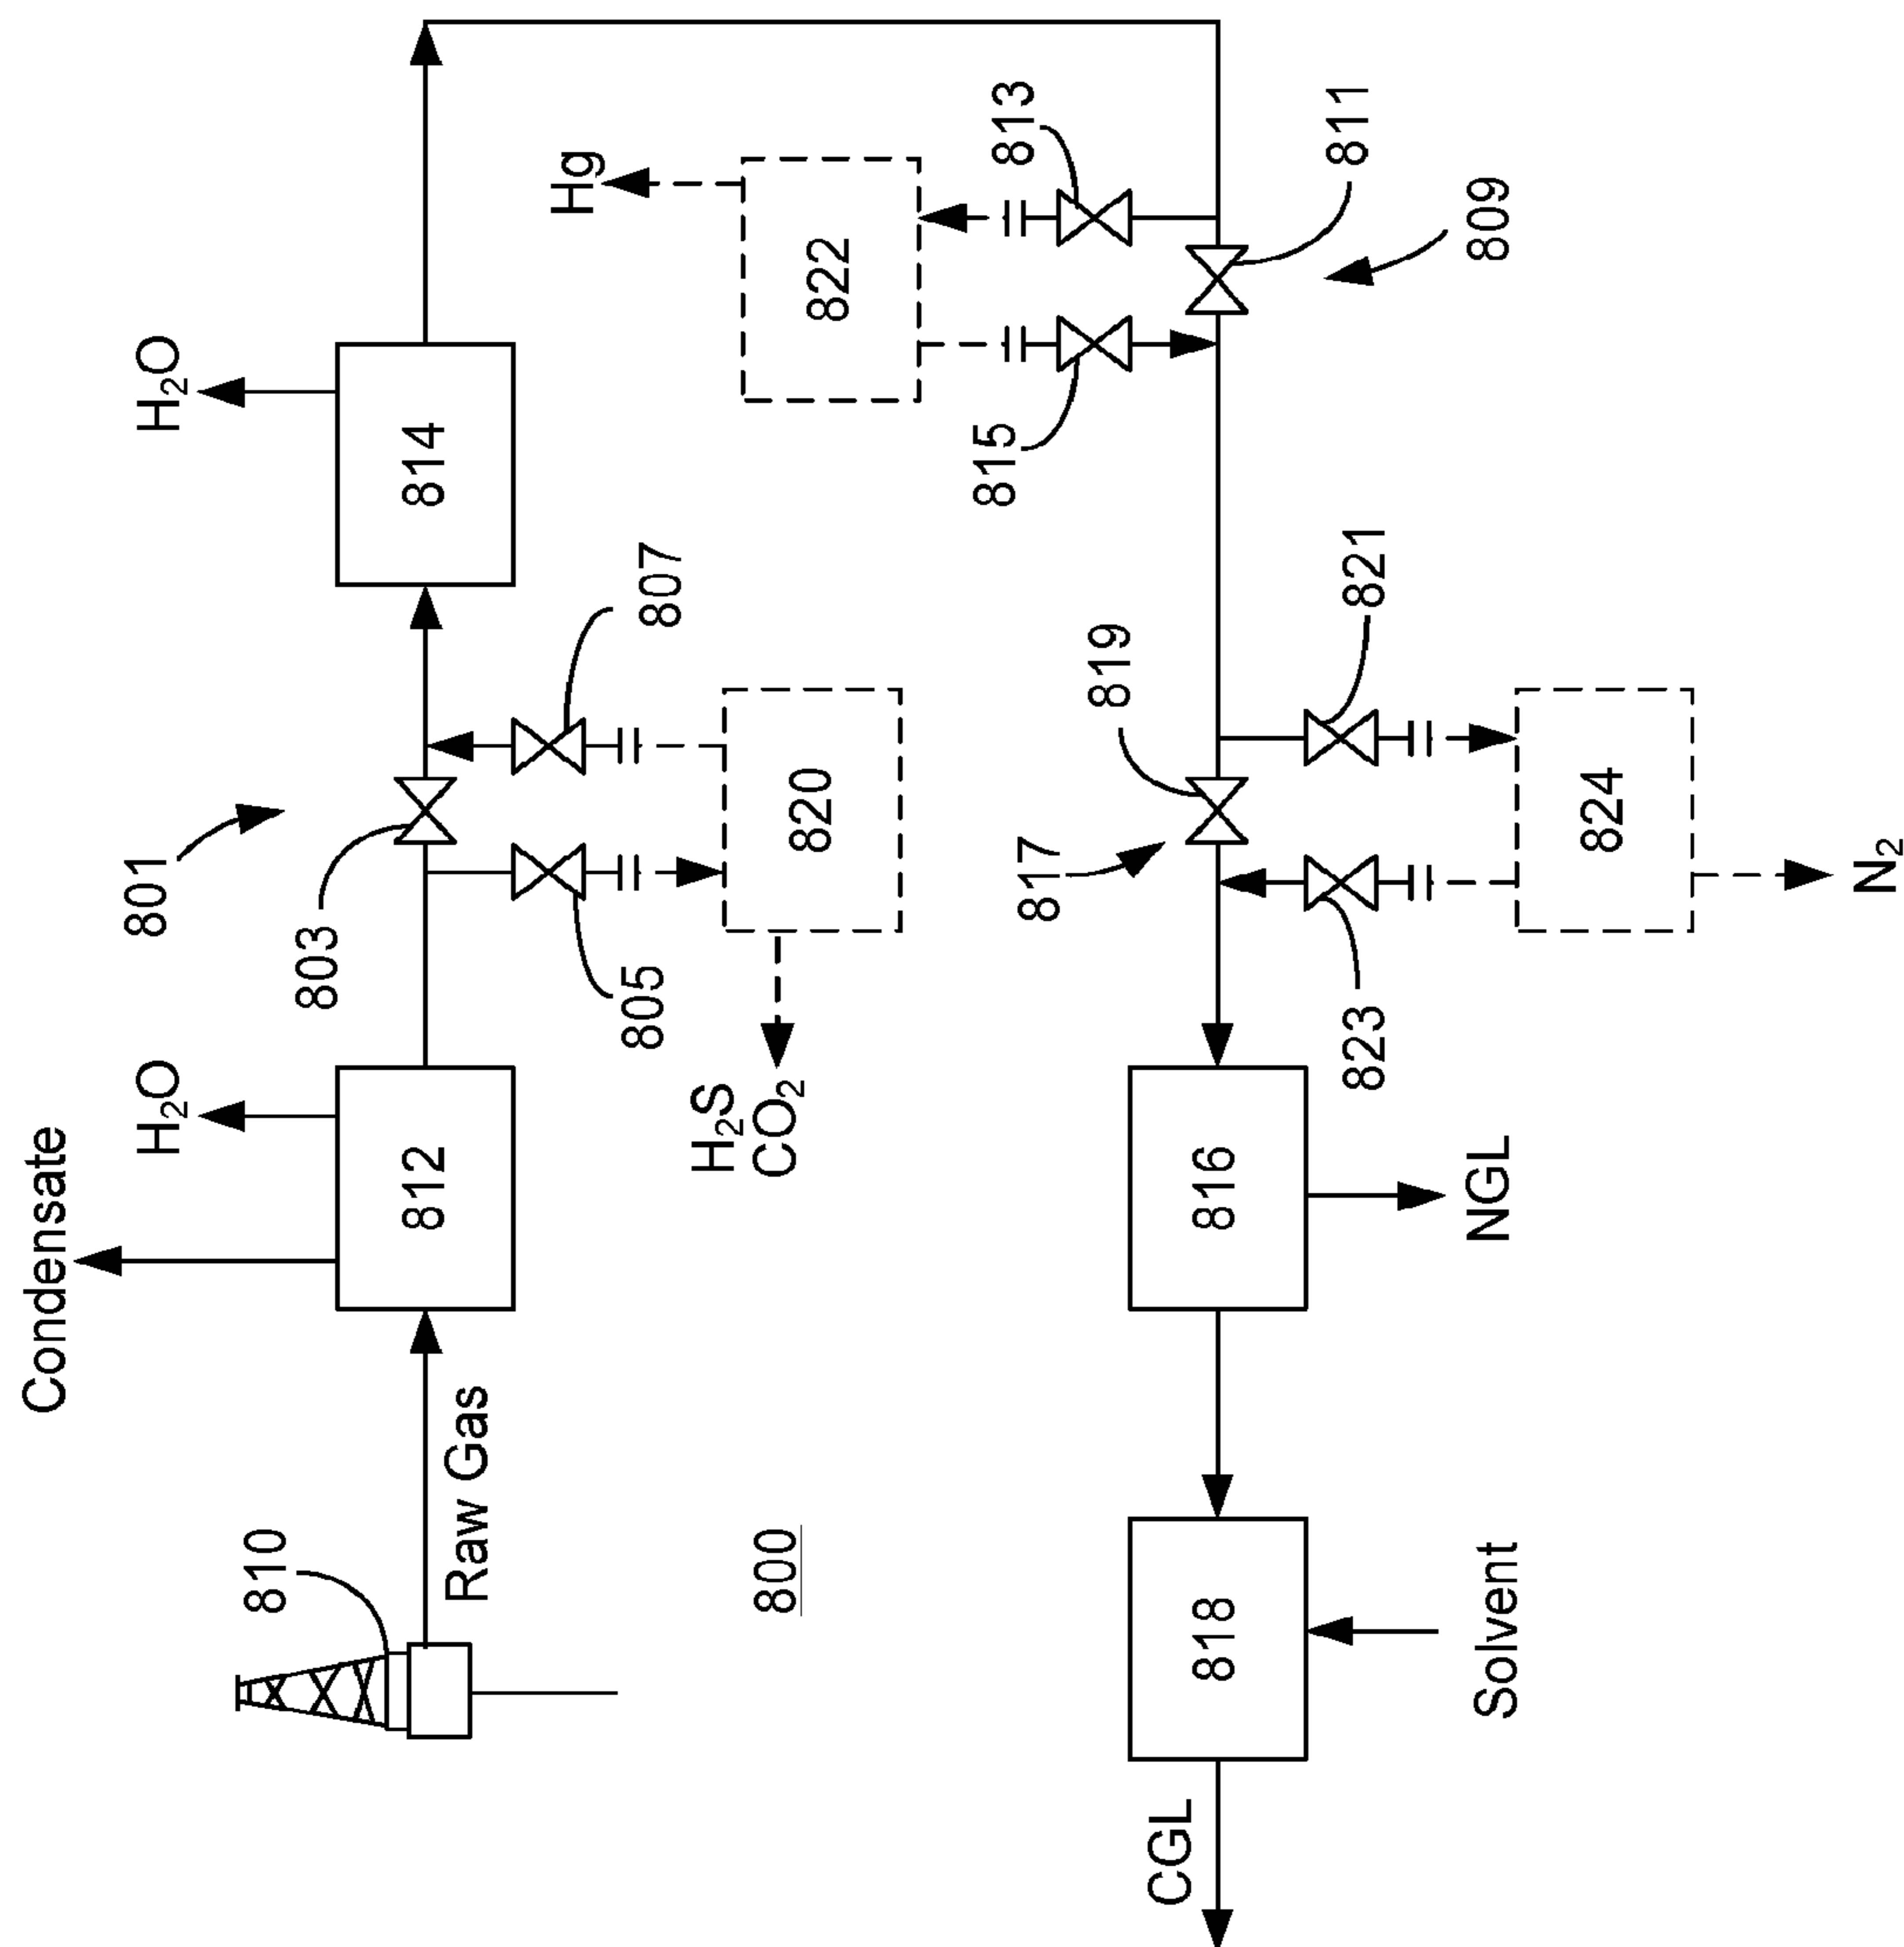 Condensate
H₂O
H₂O
801
803
810
812
814
Raw Gas
805
807
H₂S
CO₂
820
800
Hg
822
813
815
811
809
817
819
CGL
818
816
823
821
Solvent
NGL
824
N₂